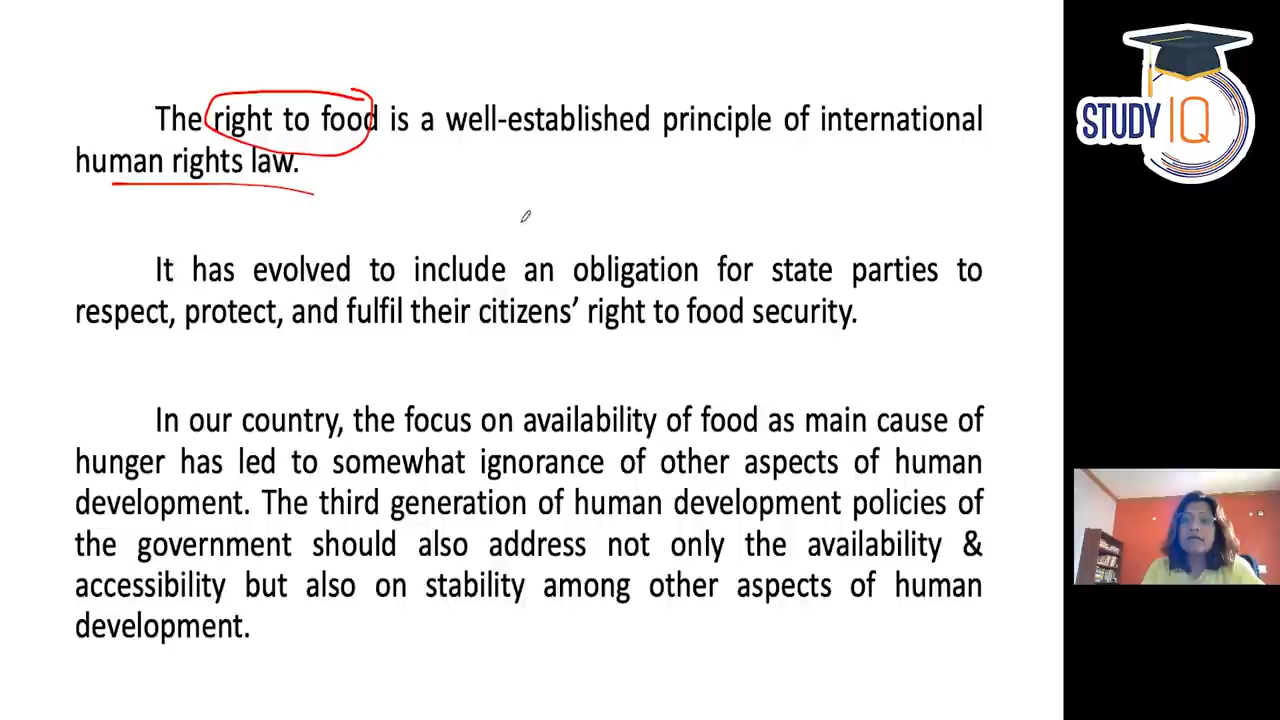 The right to food is a well-established principle of international
human rights law.
It has evolved to include an obligation for state parties to
respect, protect, and fulfil their citizens’ right to food security.
In our country, the focus on availability of food as main cause of
hunger has led to somewhat ignorance of other aspects of human
development. The third generation of human development policies of
the government should also address not only the availability &
accessibility but also on stability among other aspects of human
development.
STUDY IQ